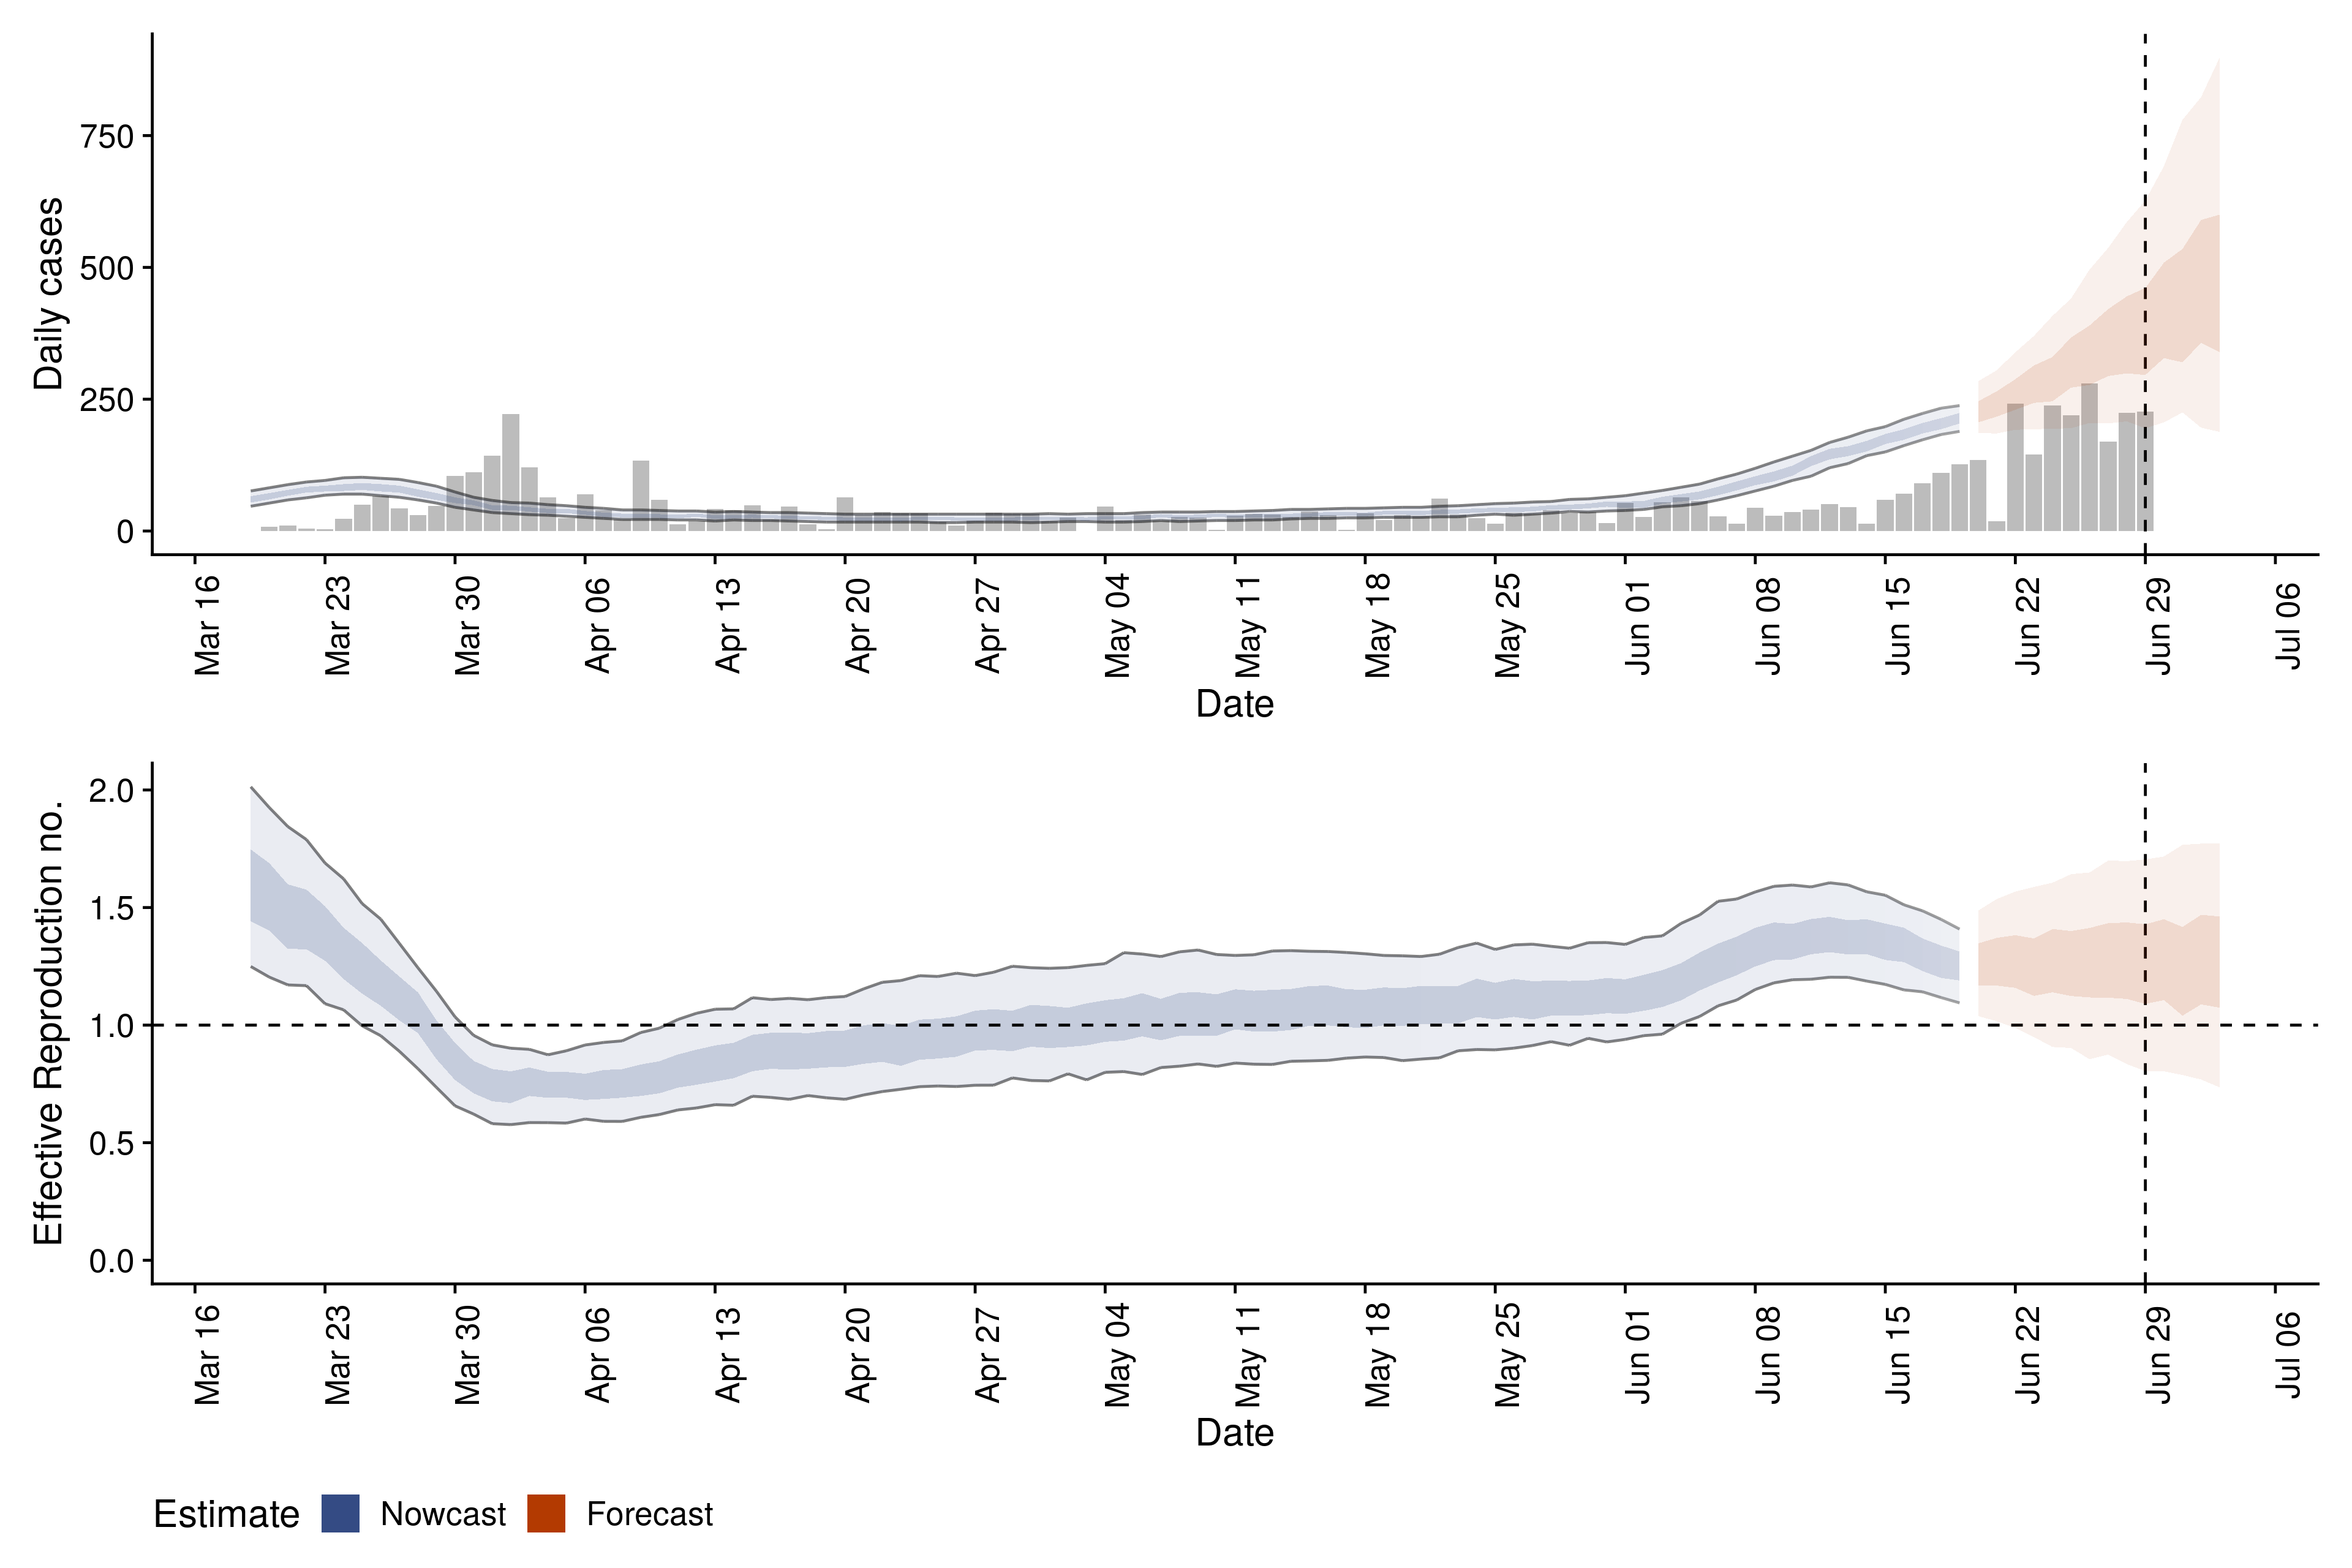 Daily cases
750
500
250
0
Mar 16
Mar 23
Mar 30
Apr 06
Apr 13
Apr 20
Apr 27
May 04
May 11
May 18
May 25
Jun 01
Jun 08
Jun 15
Jun 22
Jun 29
Jul 06
Date
Effective Reproduction no.
2.0
1.5
1.0
0.5
0.0
Mar 16
Mar 23
Mar 30
Apr 06
Apr 13
Apr 20
Apr 27
May 04
May 11
May 18
May 25
Jun 01
Jun 08
Jun 15
Jun 22
Jun 29
Jul 06
Date
Estimate Nowcast Forecast